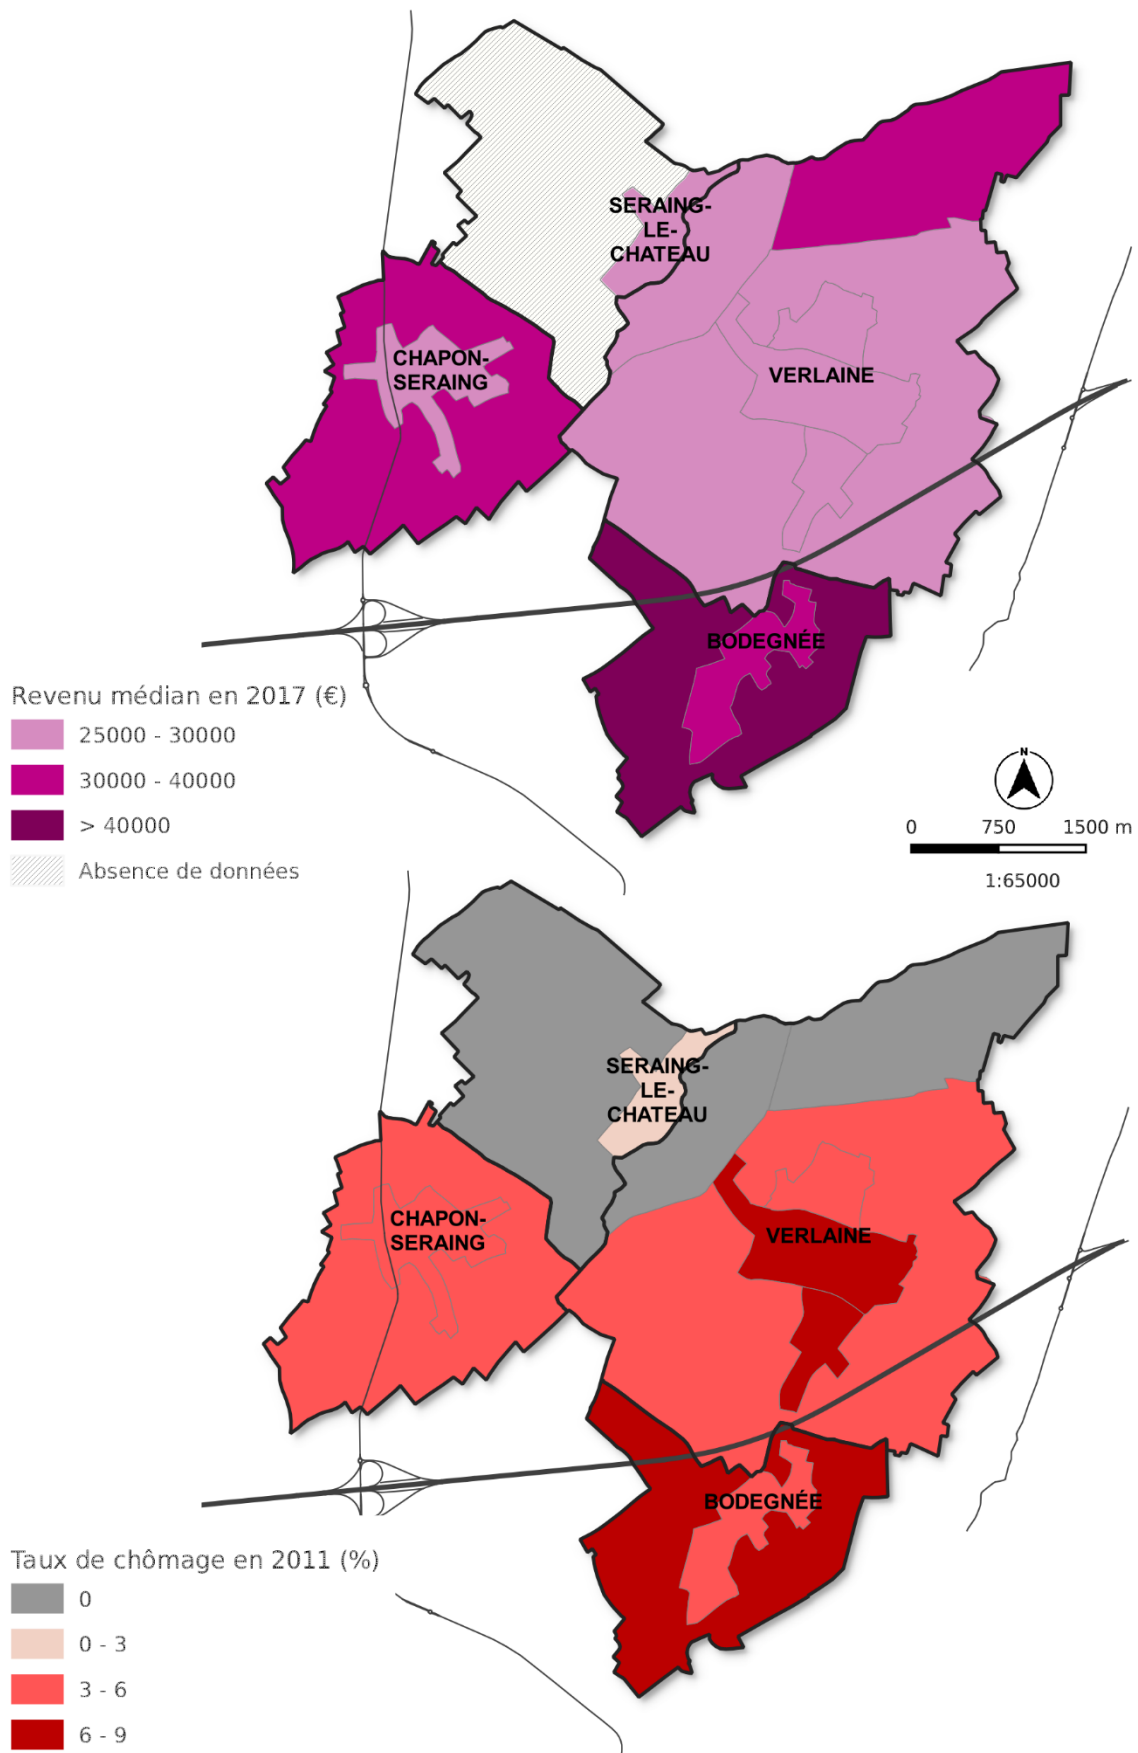 SERAING-
LE-
CHATEAU
CHAPON-
SERAING
VERLAINE
BODEGNÉE
Revenu médian en 2017 (€)
25000 - 30000
30000 - 40000
> 40000
Absence de données
N
0 750 1500 m
1:65000
SERAING-
LE-
CHATEAU
CHAPON-
SERAING
VERLAINE
BODEGNÉE
Taux de chômage en 2011 (%)
0
0 - 3
3 - 6
6 - 9